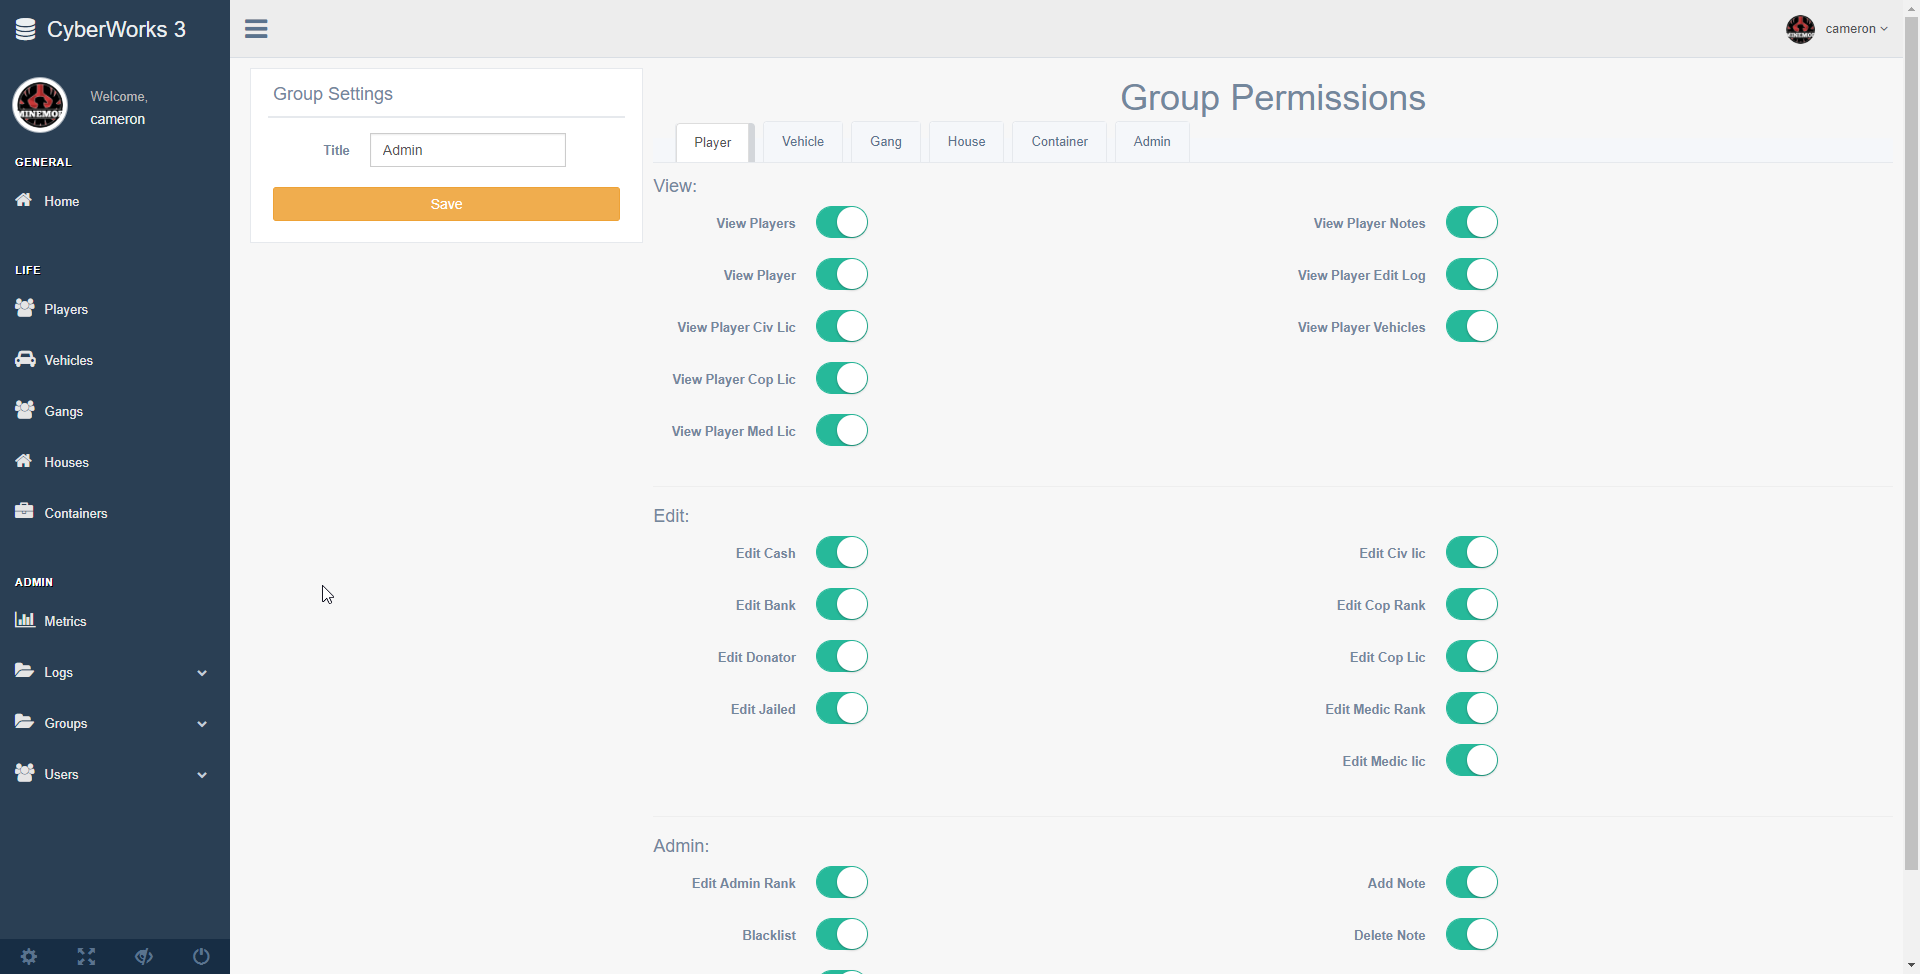 CyberWorks 3
cameron
MINEMOD
Welcome,
cameron
GENERAL
Home
LIFE
Players
Vehicles
Gangs
Houses
Containers
ADMIN
Metrics
Logs
Groups
Users
Group Settings
Title
Admin
Save
Group Permissions
Player Vehicle Gang House Container Admin
View:
View Players
View Player Notes
View Player
View Player Edit Log
View Player Civ Lic
View Player Vehicles
View Player Cop Lic
View Player Med Lic
Edit:
Edit Cash
Edit Civ lic
Edit Bank
Edit Cop Rank
Edit Donator
Edit Cop Lic
Edit Jailed
Edit Medic Rank
Edit Medic lic
Admin:
Edit Admin Rank
Add Note
Blacklist
Delete Note